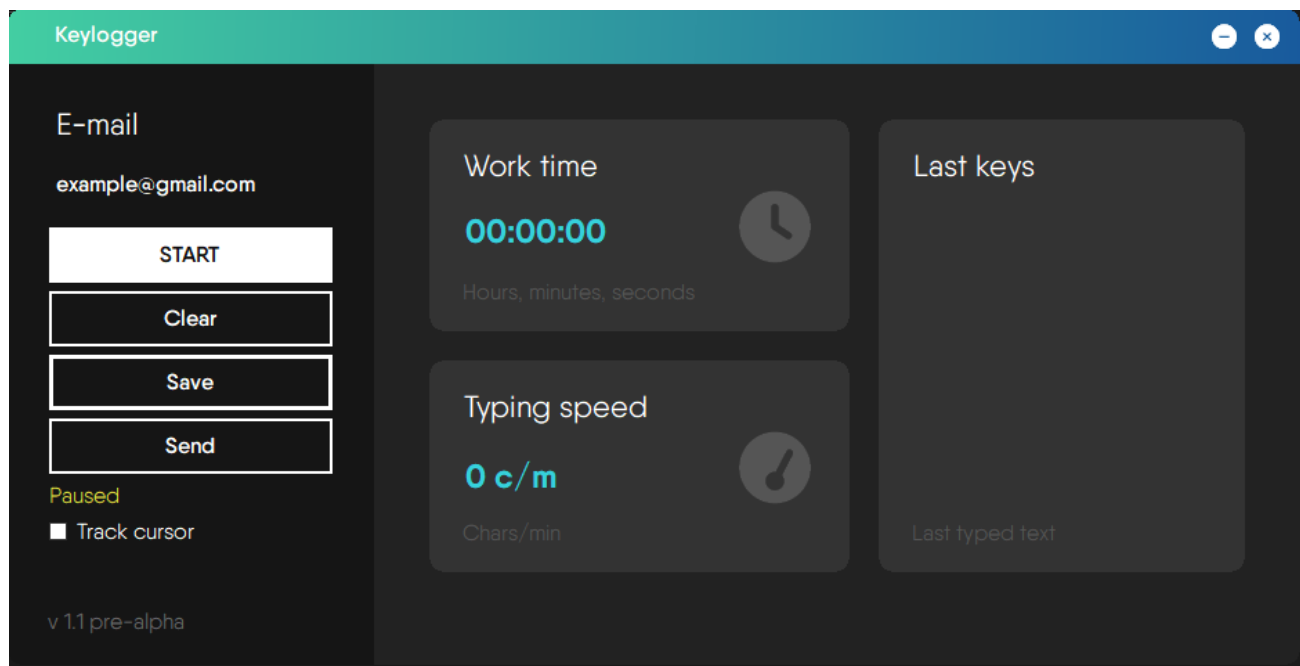 Keylogger
E-mail
example@gmail.com
START
Clear
Save
Send
Paused
Track cursor
v 1.1 pre-alpha
Work time
00:00:00
Hours, minutes, seconds
Typing speed
0 c/m
Chars/min
Last keys
Last typed text